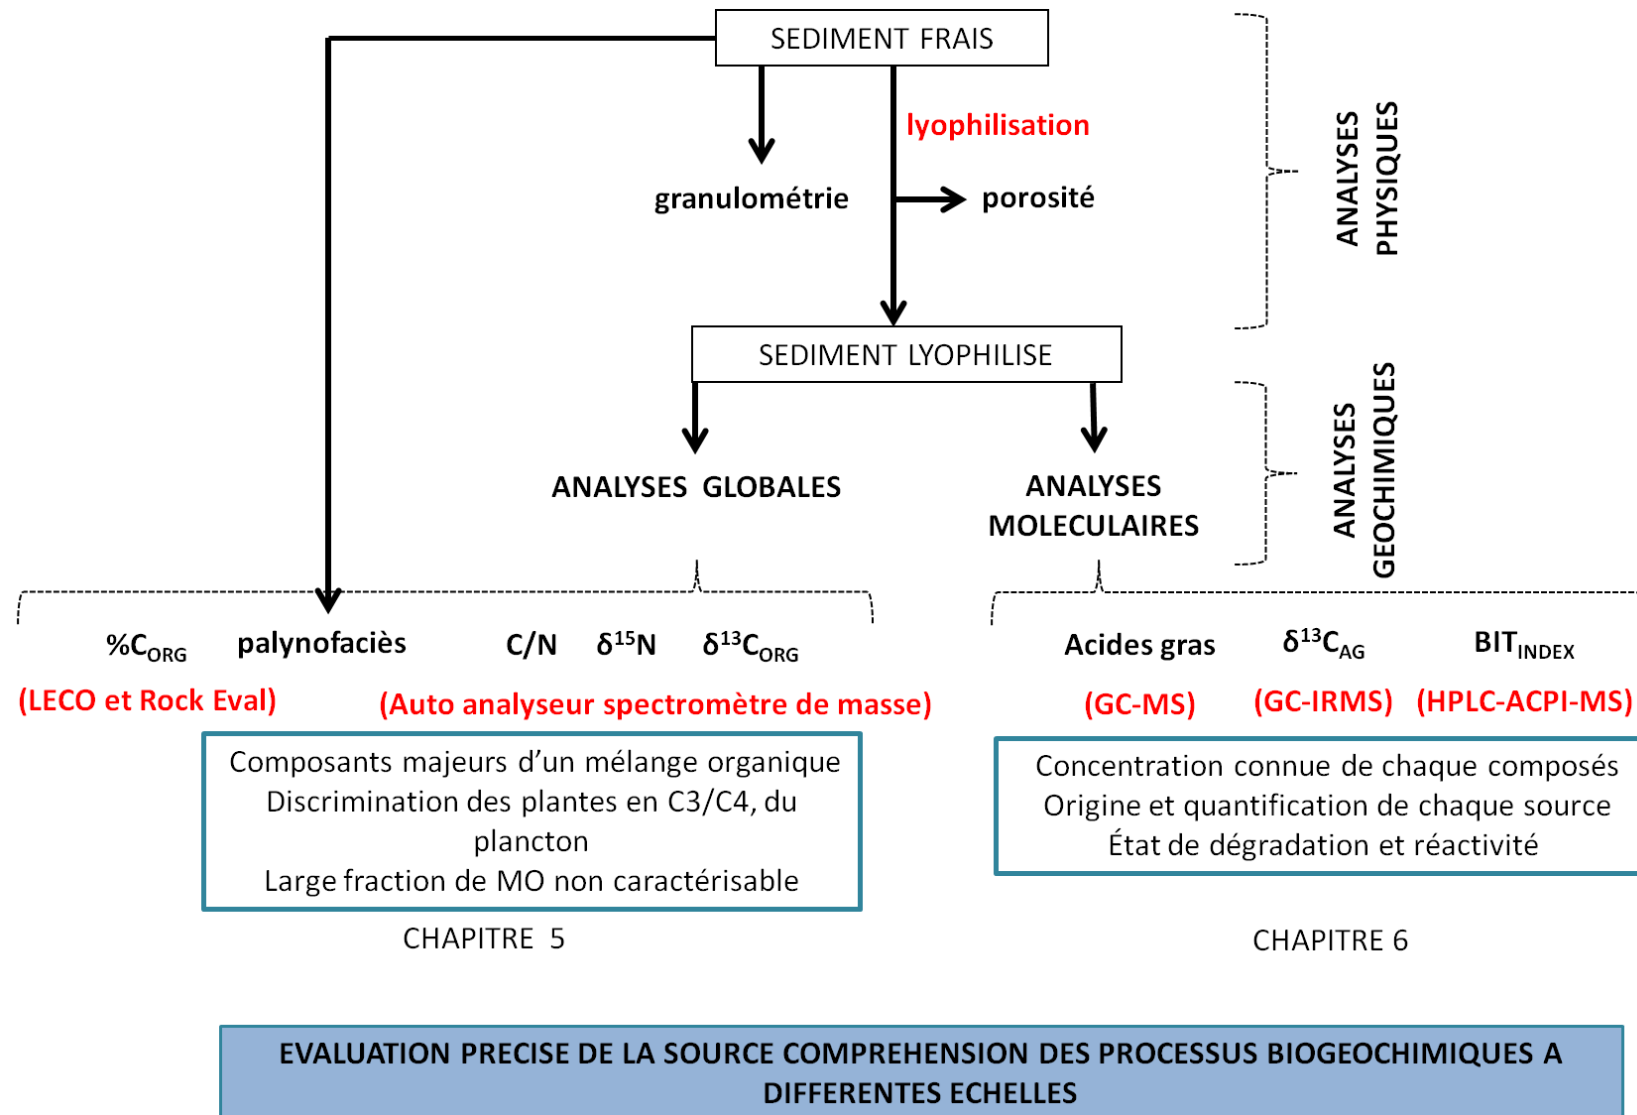 SEDIMENT FRAIS
lyophilisation
granulométrie
porosité
ANALYSES
PHYSIQUES
SEDIMENT LYOPHILISE
ANALYSES GLOBALES
ANALYSES
MOLECULAIRES
ANALYSES
GEOCHIMIQUES
%CORG palynofaciès C/N δ15N δ13CORG
(LECO et Rock Eval) (Auto analyseur spectromètre de masse)
Acides gras δ13CAG BITINDEX
(GC-MS) (GC-IRMS) (HPLC-ACPI-MS)
Composants majeurs d’un mélange organique
Discrimination des plantes en C3/C4, du
plancton
Large fraction de MO non caractérisable
Concentration connue de chaque composés
Origine et quantification de chaque source
État de dégradation et réactivité
CHAPITRE 5
CHAPITRE 6
EVALUATION PRECISE DE LA SOURCE COMPREHENSION DES PROCESSUS BIOGEOCHIMIQUES A
DIFFERENTES ECHELLES